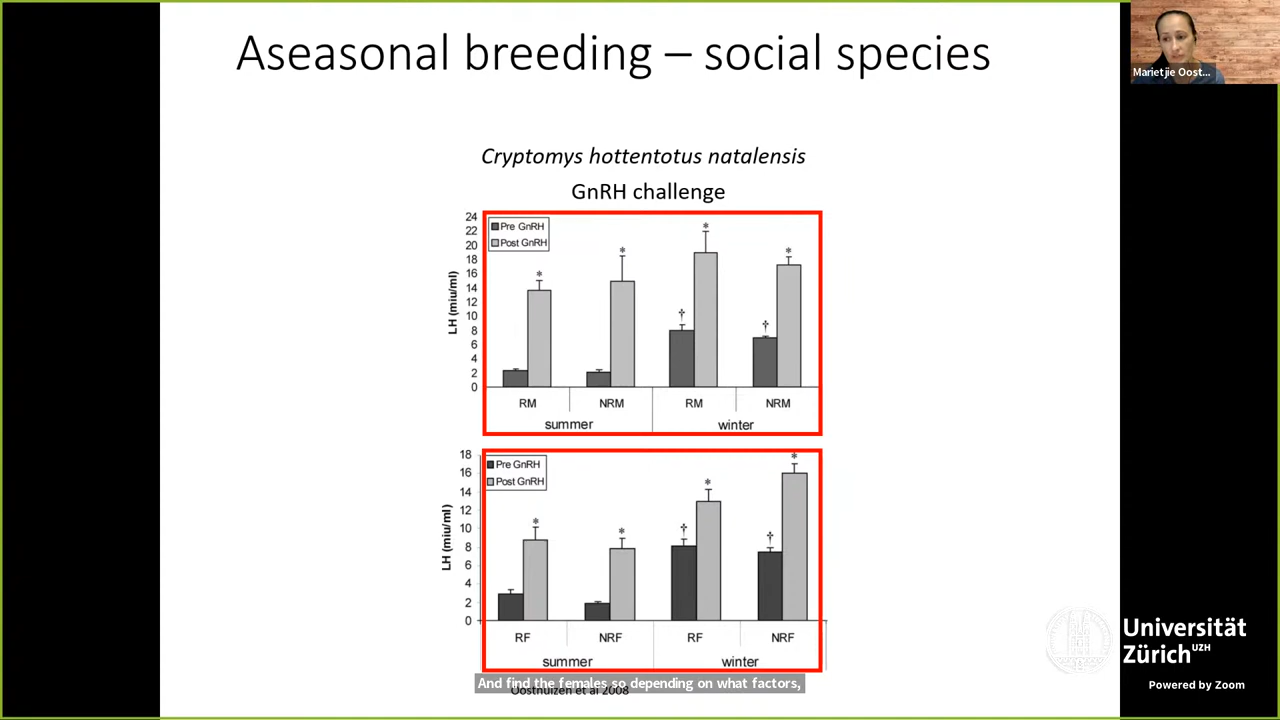 Aseasonal breeding – social species
Marietjie Oost...
Cryptomys hottentotus natalensis
GnRH challenge
24
22
20
18
16
14
12
10
8
6
4
2
0
LH (miu/ml)
Pre GnRH
Post GnRH
*
*
*
*
†
†
RM
NRM
RM
NRM
summer
winter
18
16
14
12
10
8
6
4
2
0
LH (miu/ml)
Pre GnRH
Post GnRH
*
*
*
*
†
†
RF
NRF
RF
NRF
summer
winter
And find the females so depending on what factors,
Oosthuizen et al 2008
Universität
Zürich UZH
Powered by Zoom